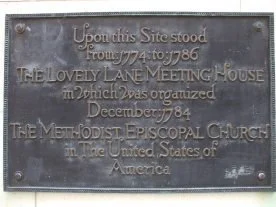 Upon this Site stood
from 1774 to 1786
THE LOVELY LANE MEETING HOUSE
in which was organized
December 1784
THE METHODIST EPISCOPAL CHURCH
in The United States of
America